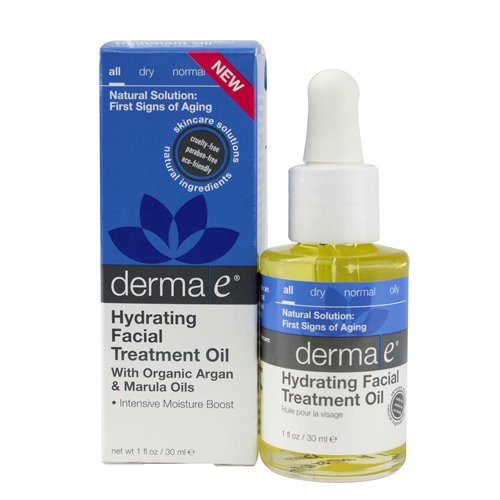 Treatment Oil
all dry normal
NEW
Natural Solution:
First Signs of Aging
skincare solutions
cruelty-free
paraben-free
eco-friendly
natural ingredients
derma e®
Hydrating
Facial
Treatment Oil
With Organic Argan
& Marula Oils
• Intensive Moisture Boost
net wt 1 fl oz / 30 ml e
all dry normal oily
Natural Solution:
First Signs of Aging
derma e®
Hydrating Facial
Treatment Oil
Huile pour la visage
1 fl oz / 30 ml e